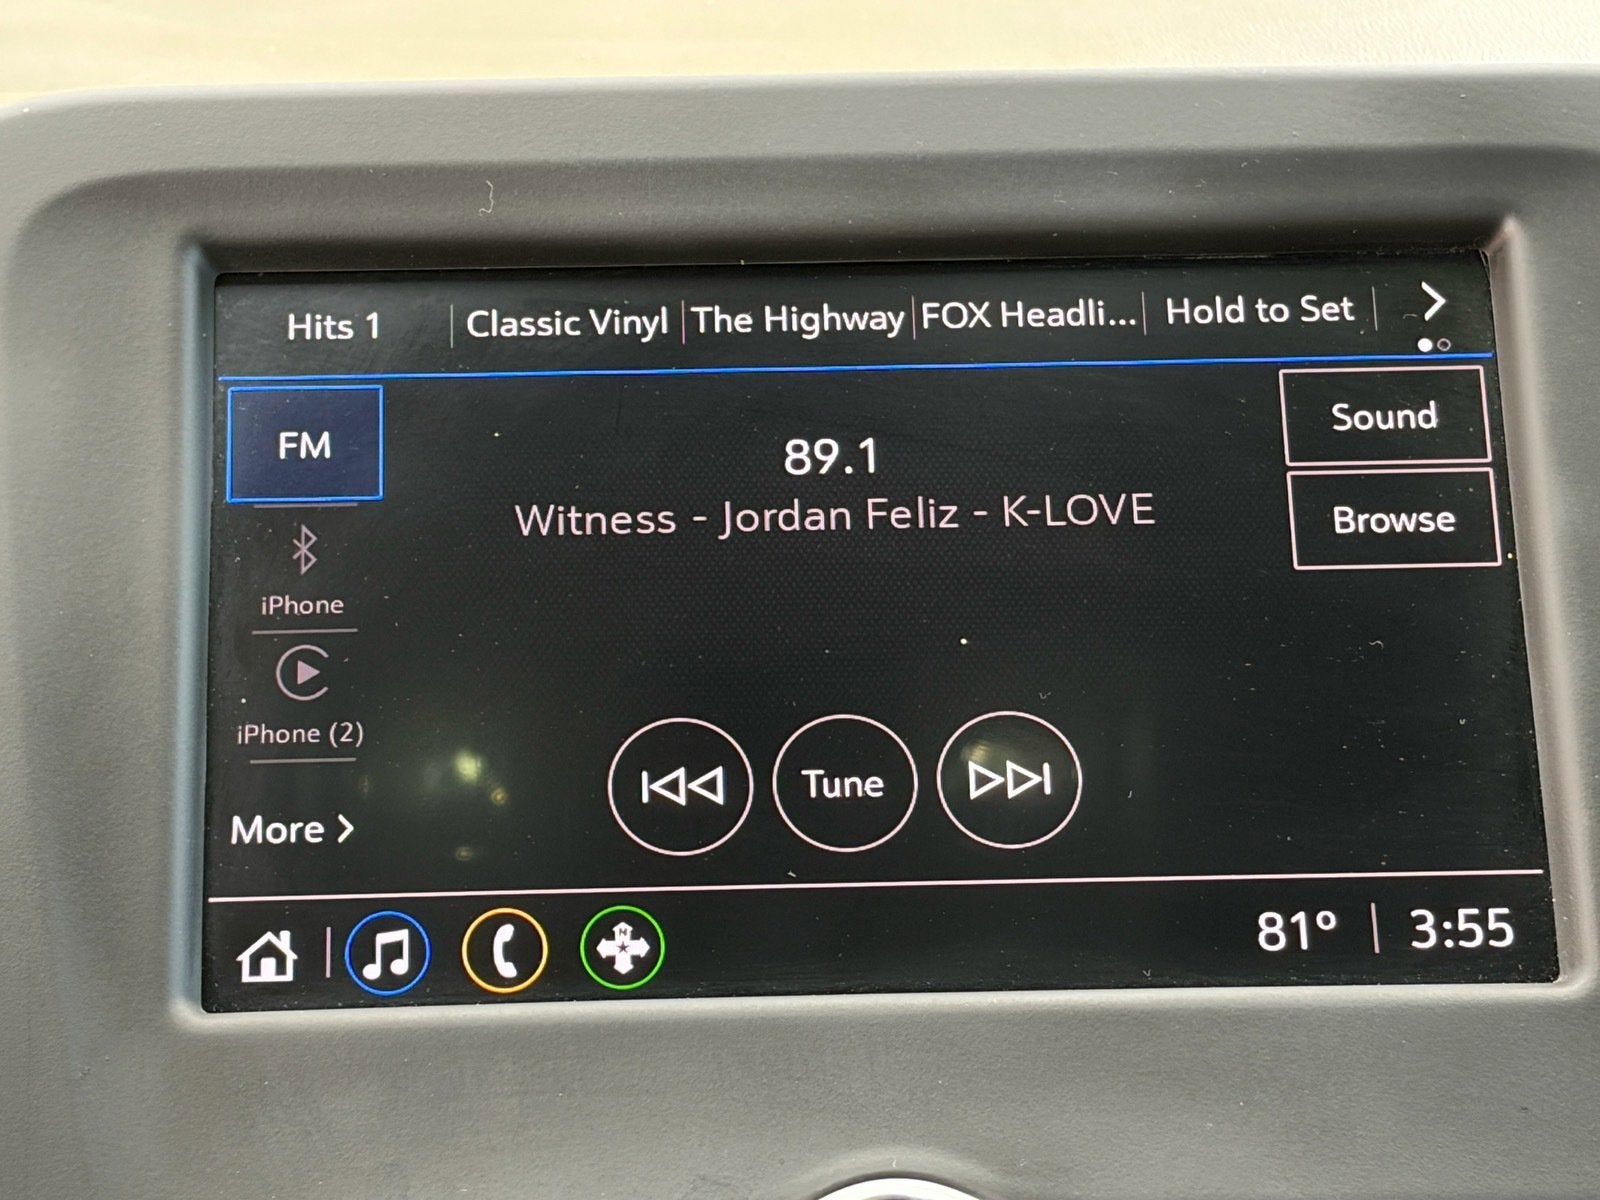 Hits 1
Classic Vinyl
The Highway
FOX Headli...
Hold to Set
FM
89.1
Witness - Jordan Feliz - K-LOVE
Sound
Browse
iPhone
iPhone (2)
More
Tune
N
81°
3:55